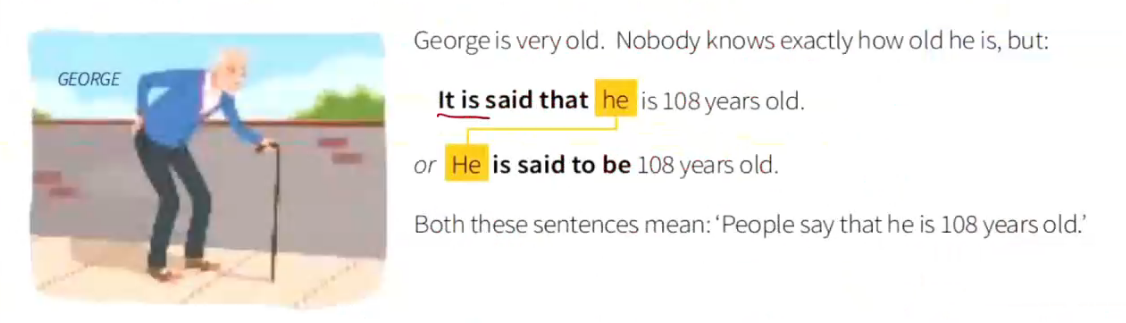 GEORGE
George is very old. Nobody knows exactly how old he is, but:
It is said that he is 108 years old.
or He is said to be 108 years old.
Both these sentences mean: ‘People say that he is 108 years old.’